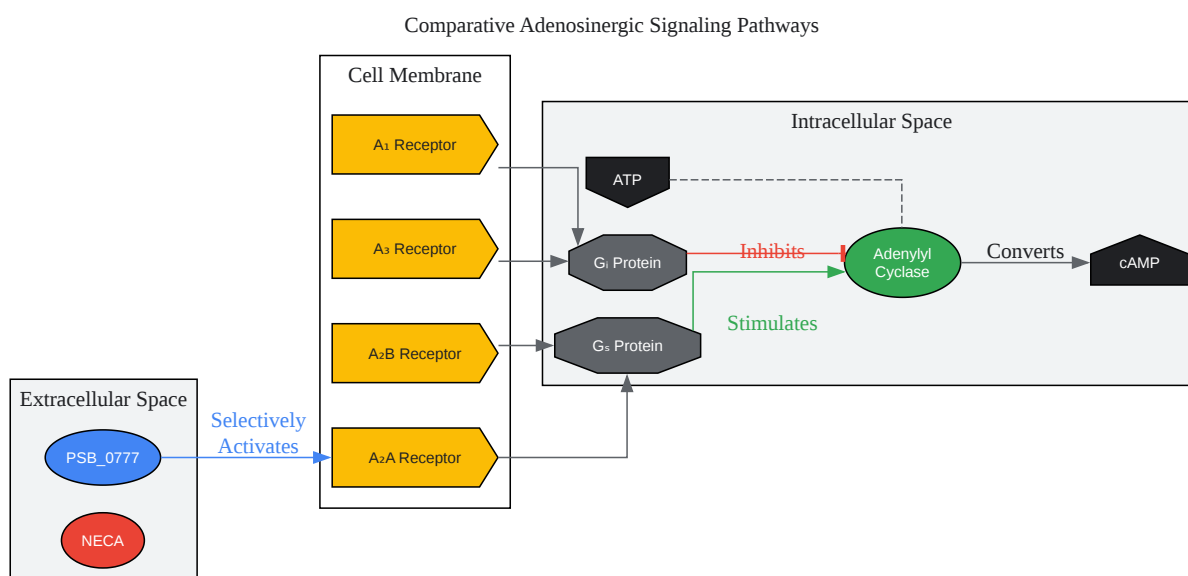 Comparative Adenosinergic Signaling Pathways
Cell Membrane
A₁ Receptor
A₃ Receptor
A₂B Receptor
A₂A Receptor
Intracellular Space
ATP
Gᵢ Protein
Inhibits
Adenylyl
Cyclase
Converts
cAMP
Stimulates
Gₛ Protein
Extracellular Space
Selectively
Activates
PSB_0777
NECA